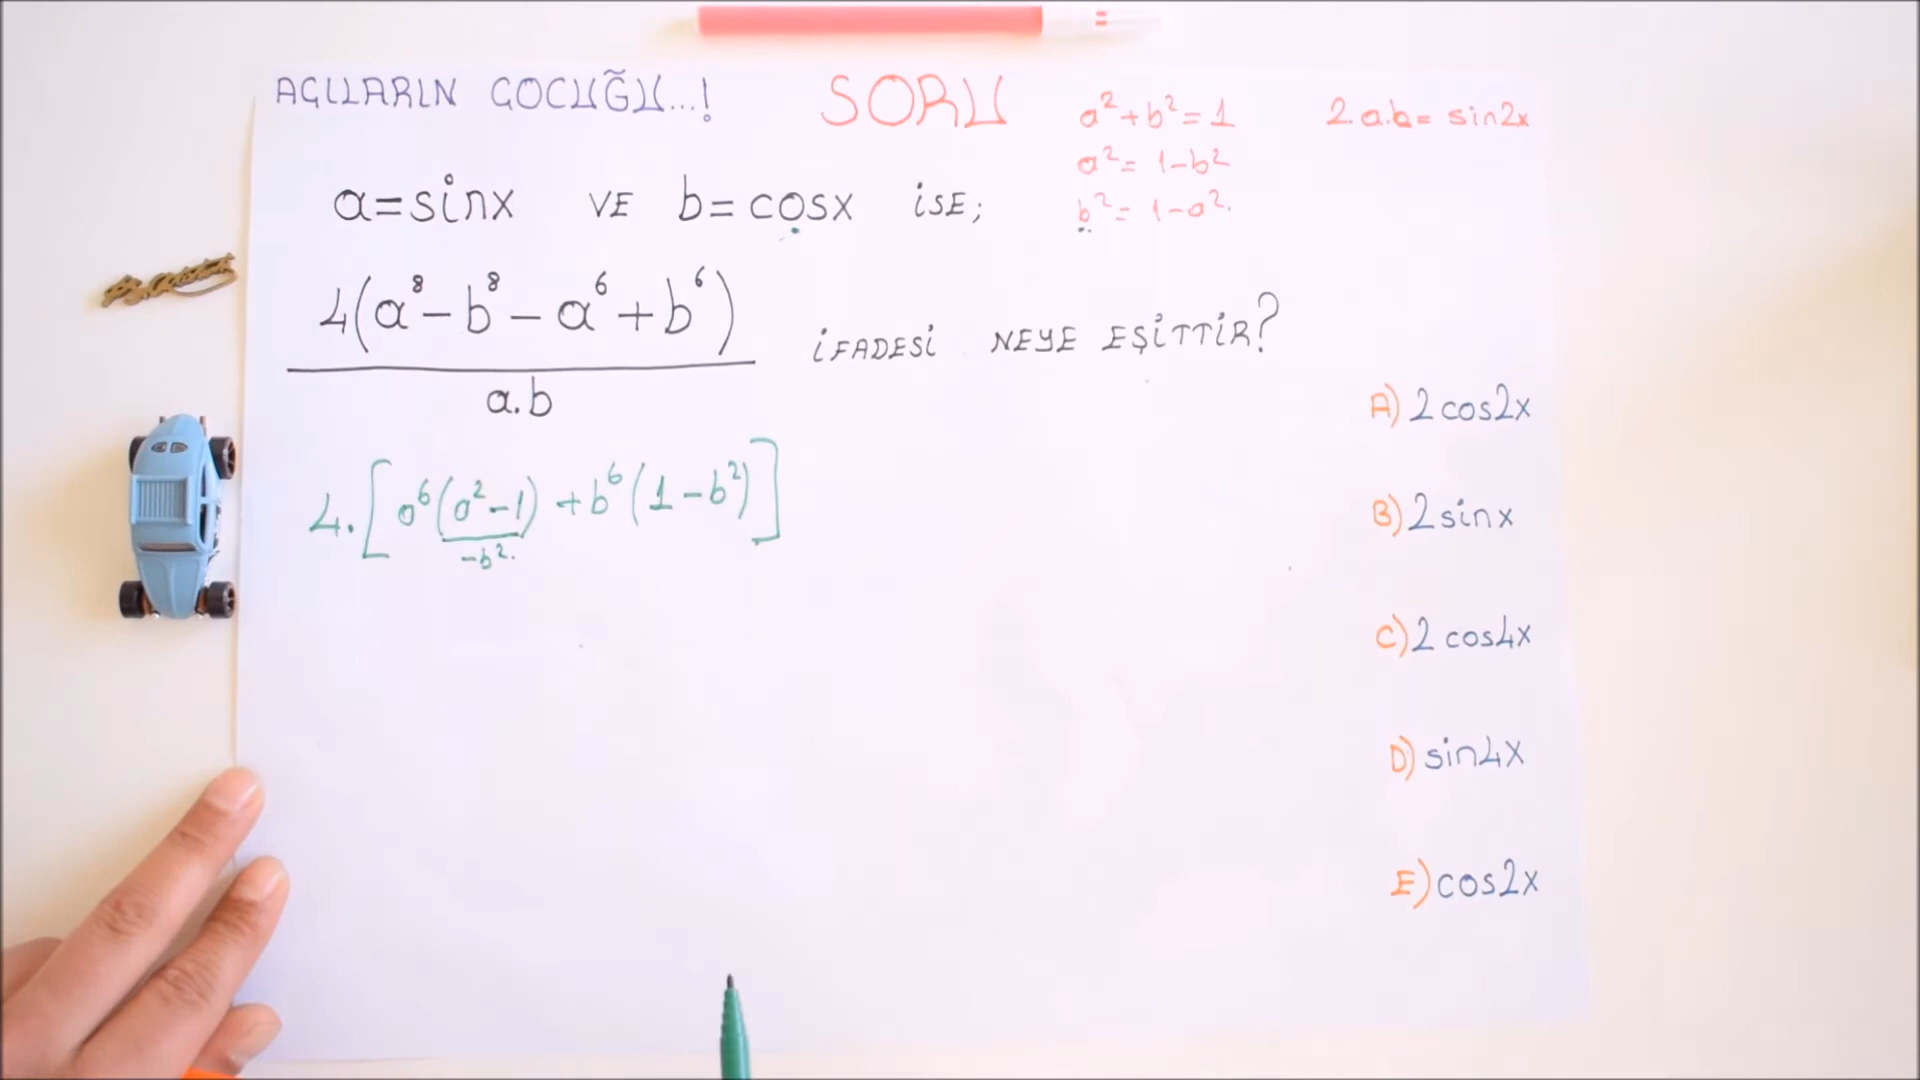 AÇILARIN ÇOCUĞU...!
SORU
a²+b²=1
2.a.b= sin2x
a²= 1-b²
b²= 1-a².
a=sinx VE b=cosx İSE;
4(a⁸-b⁸-a⁶+b⁶)
a.b
İFADESİ NEYE EŞİTTİR?
4.[a⁶(a²-1)+b⁶(1-b²)]
-b².
A) 2cos2x
B) 2sinx
C) 2cos4x
D) sin4x
E) cos2x